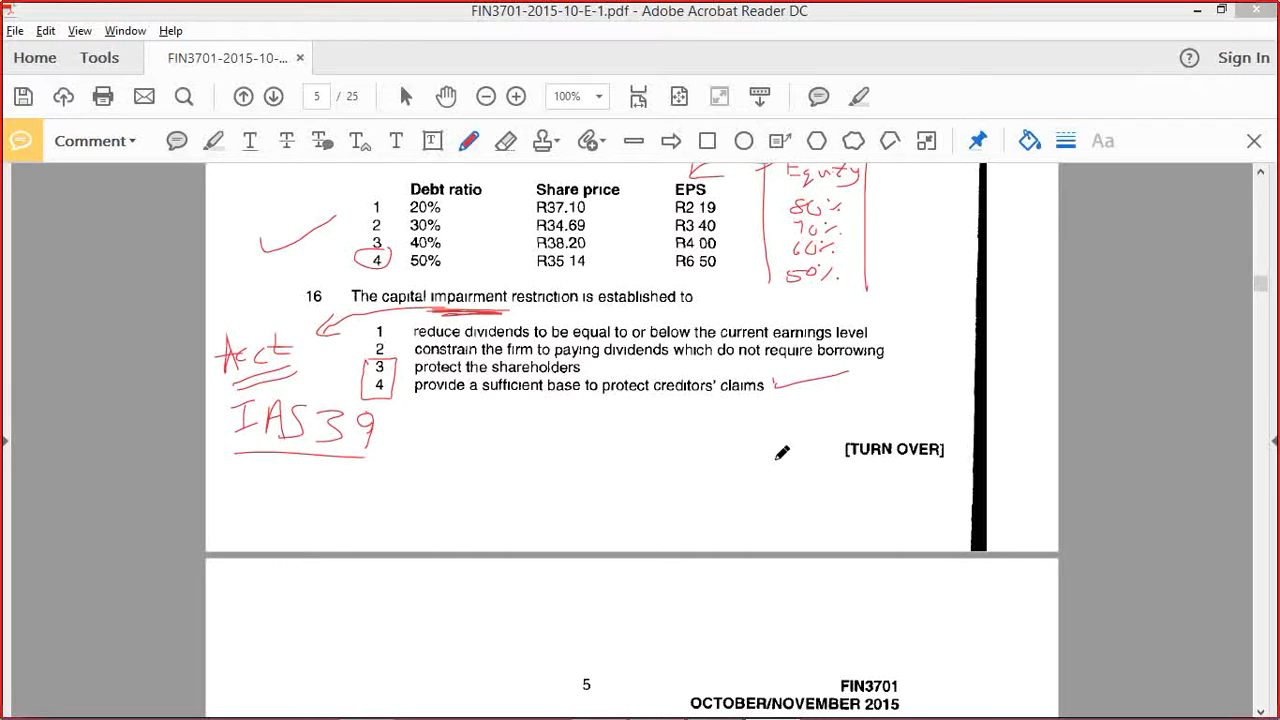 FIN3701-2015-10-E-1.pdf - Adobe Acrobat Reader DC
File Edit View Window Help
Home Tools FIN3701-2015-10-... × ? Sign In
5 / 25 100%
Comment T T T T T Aa
Equity
Debt ratio Share price EPS
1 20% R37.10 R2 19 80%
2 30% R34.69 R3 40 70%
3 40% R38.20 R4 00 60%
4 50% R35 14 R6 50 50%
16 The capital impairment restriction is established to
1 reduce dividends to be equal to or below the current earnings level
Act
2 constrain the firm to paying dividends which do not require borrowing
3 protect the shareholders
4 provide a sufficient base to protect creditors' claims
IAS 39
[TURN OVER]
5 FIN3701
OCTOBER/NOVEMBER 2015